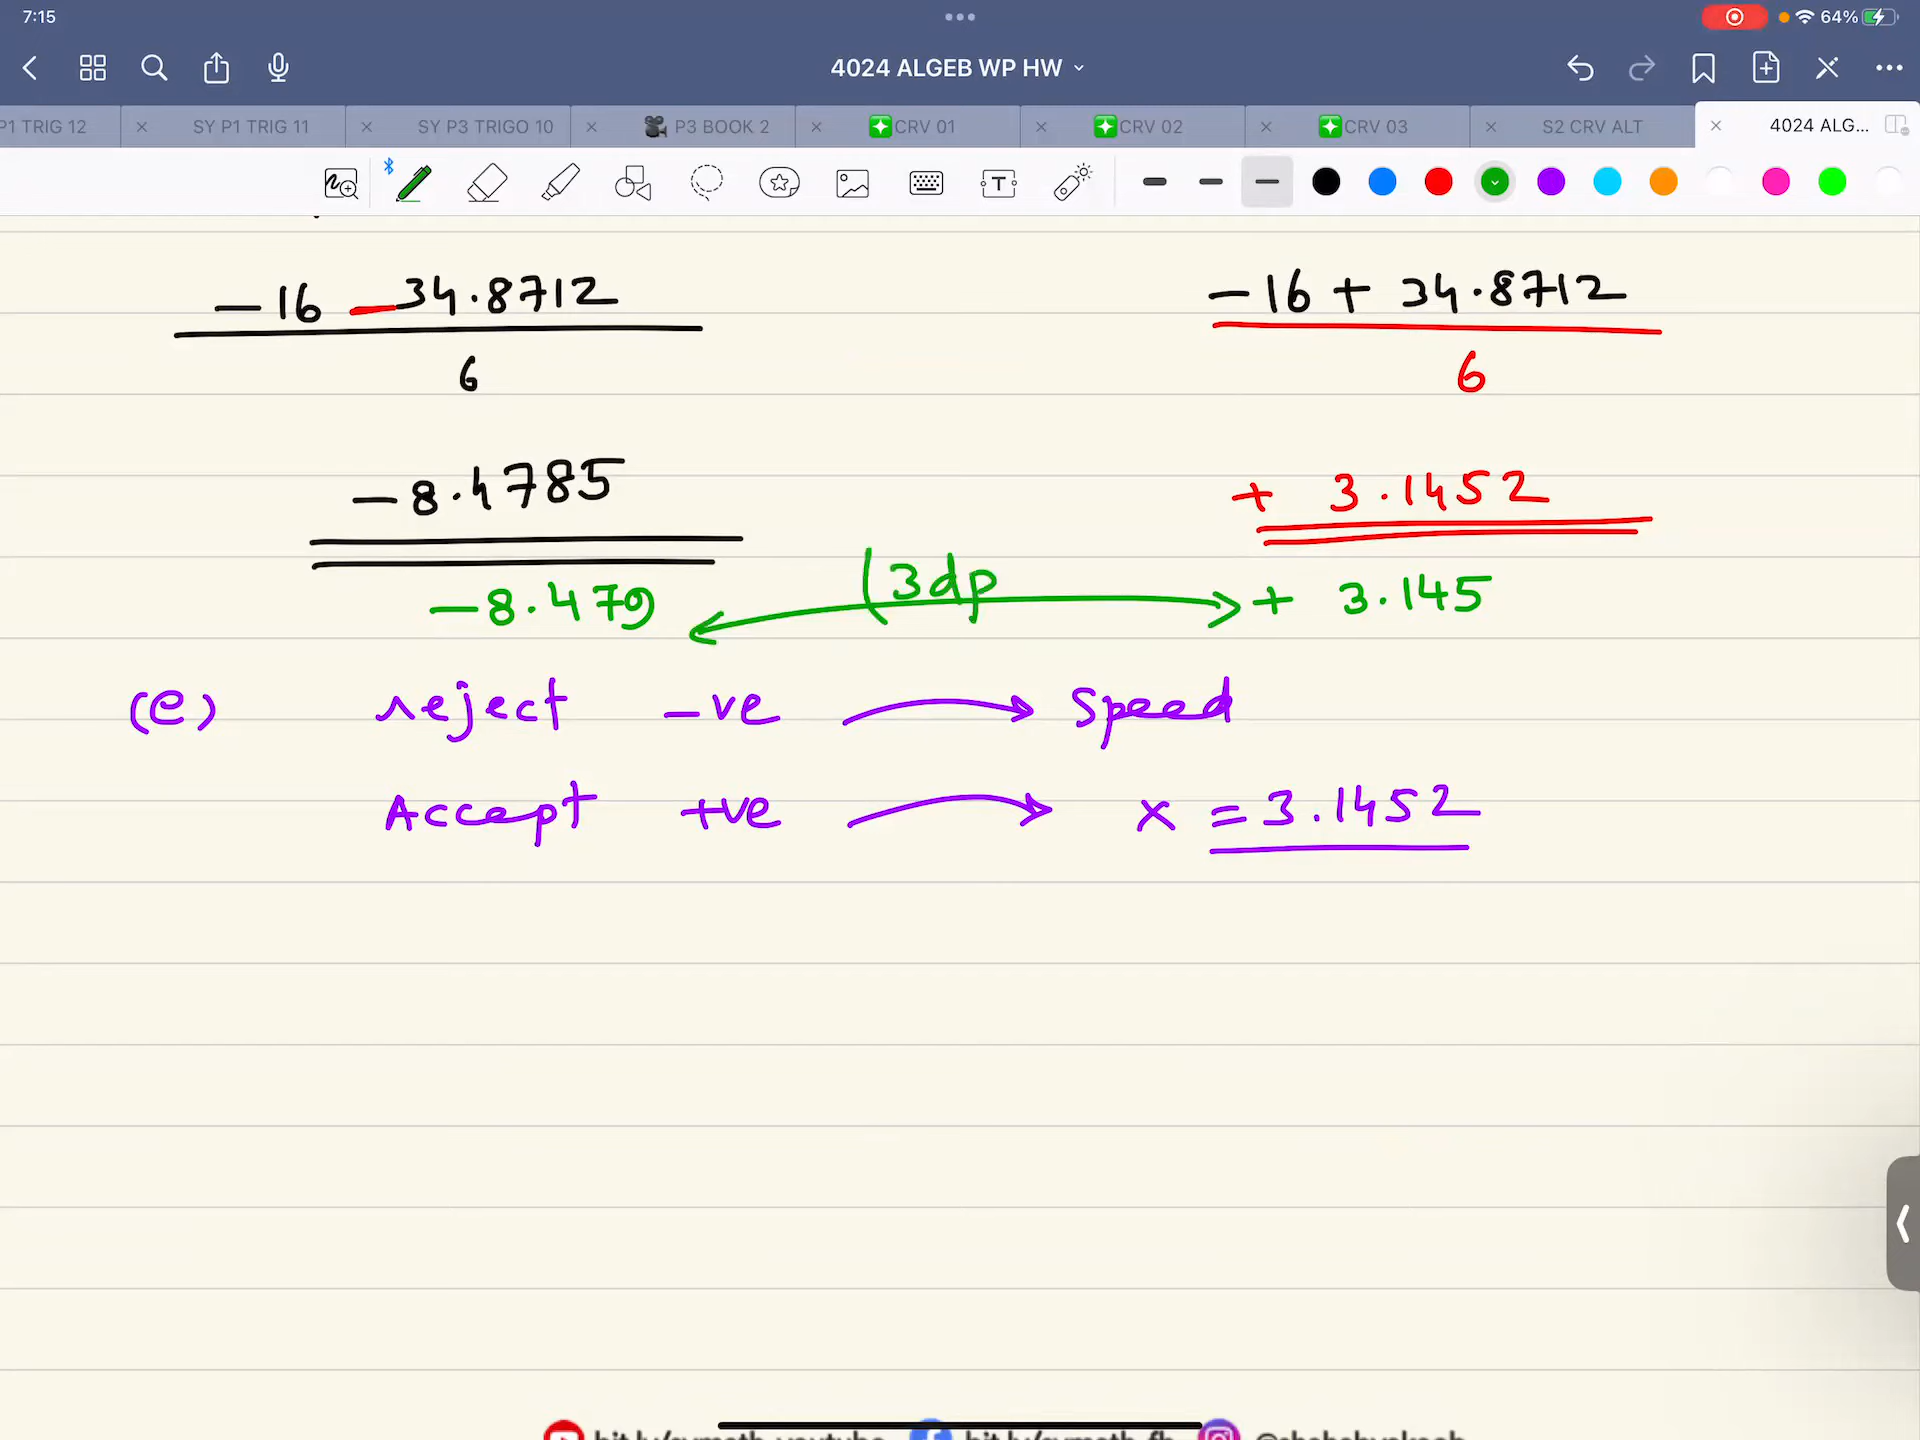 7:15
64%
4024 ALGEB WP HW
P1 TRIG 12 SY P1 TRIG 11 SY P3 TRIGO 10 P3 BOOK 2 CRV 01 CRV 02 CRV 03 S2 CRV ALT 4024 ALG...
-16 - 34.8712
6
-16 + 34.8712
6
-8.4785
+ 3.1452
-8.479 (3dp + 3.145
(e) reject -ve → Speed
Accept +ve → x = 3.1452